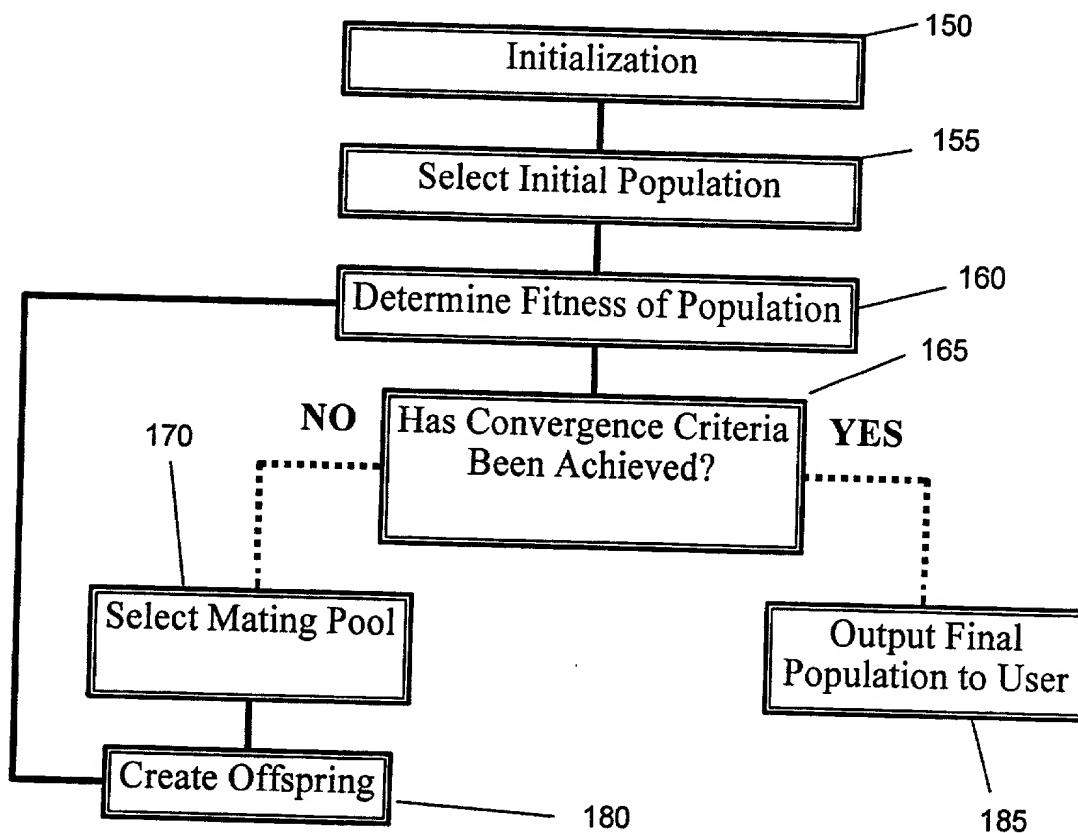 150
Initialization
155
Select Initial Population
160
Determine Fitness of Population
165
Has Convergence Criteria
Been Achieved?
NO
YES
170
Select Mating Pool
Output Final
Population to User
Create Offspring
180
185